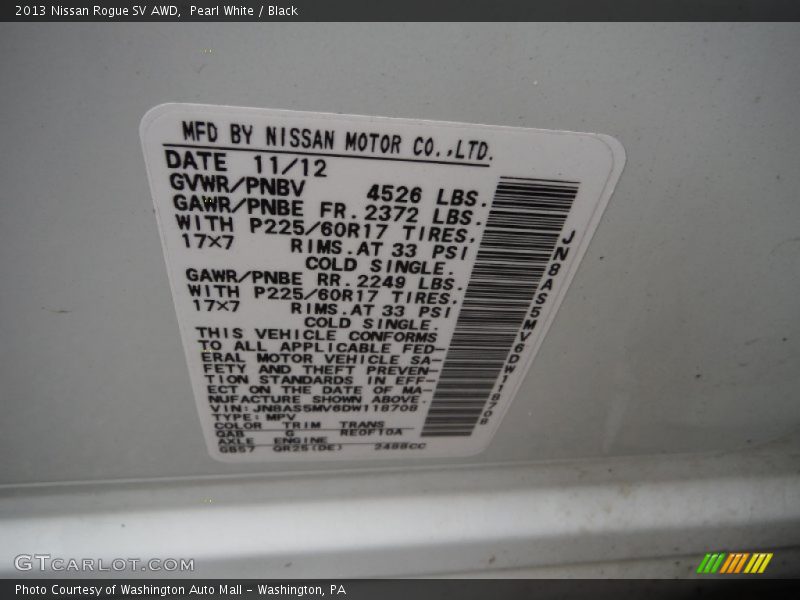 2013 Nissan Rogue SV AWD,  Pearl White / Black
MFD BY NISSAN MOTOR CO.,LTD.
DATE 11/12
GVWR/PNBV 4526 LBS.
GAWR/PNBE FR. 2372 LBS.
WITH P225/60R17 TIRES.
17×7 RIMS. AT 33 PSI
COLD SINGLE.
GAWR/PNBE RR. 2249 LBS.
WITH P225/60R17 TIRES.
17×7 RIMS. AT 33 PSI
COLD SINGLE.
THIS VEHICLE CONFORMS
TO ALL APPLICABLE FED-
ERAL MOTOR VEHICLE SA-
FETY AND THEFT PREVEN-
TION STANDARDS IN EFF-
ECT ON THE DATE OF MA-
NUFACTURE SHOWN ABOVE.
VIN: JN8AS5MV6DW118708
TYPE: MPV
COLOR TRIM TRANS
QAB G RE0F10A
AXLE ENGINE
GB57 QR25(DE) 2488CC
JN8AS5MV6DW118708
GTCARLOT.COM
Photo Courtesy of Washington Auto Mall - Washington, PA